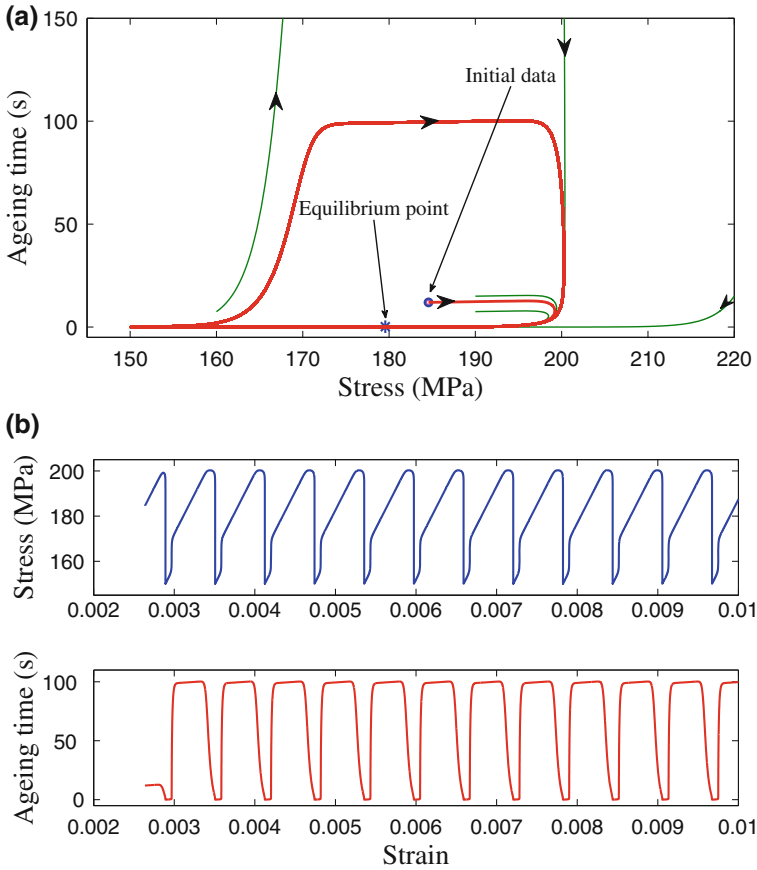 (a)
150
100
50
0
Ageing time (s)
Initial data
Equilibrium point
150 160 170 180 190 200 210 220
Stress (MPa)
(b)
200
180
160
Stress (MPa)
0.002 0.003 0.004 0.005 0.006 0.007 0.008 0.009 0.01
100
50
0
Ageing time (s)
0.002 0.003 0.004 0.005 0.006 0.007 0.008 0.009 0.01
Strain